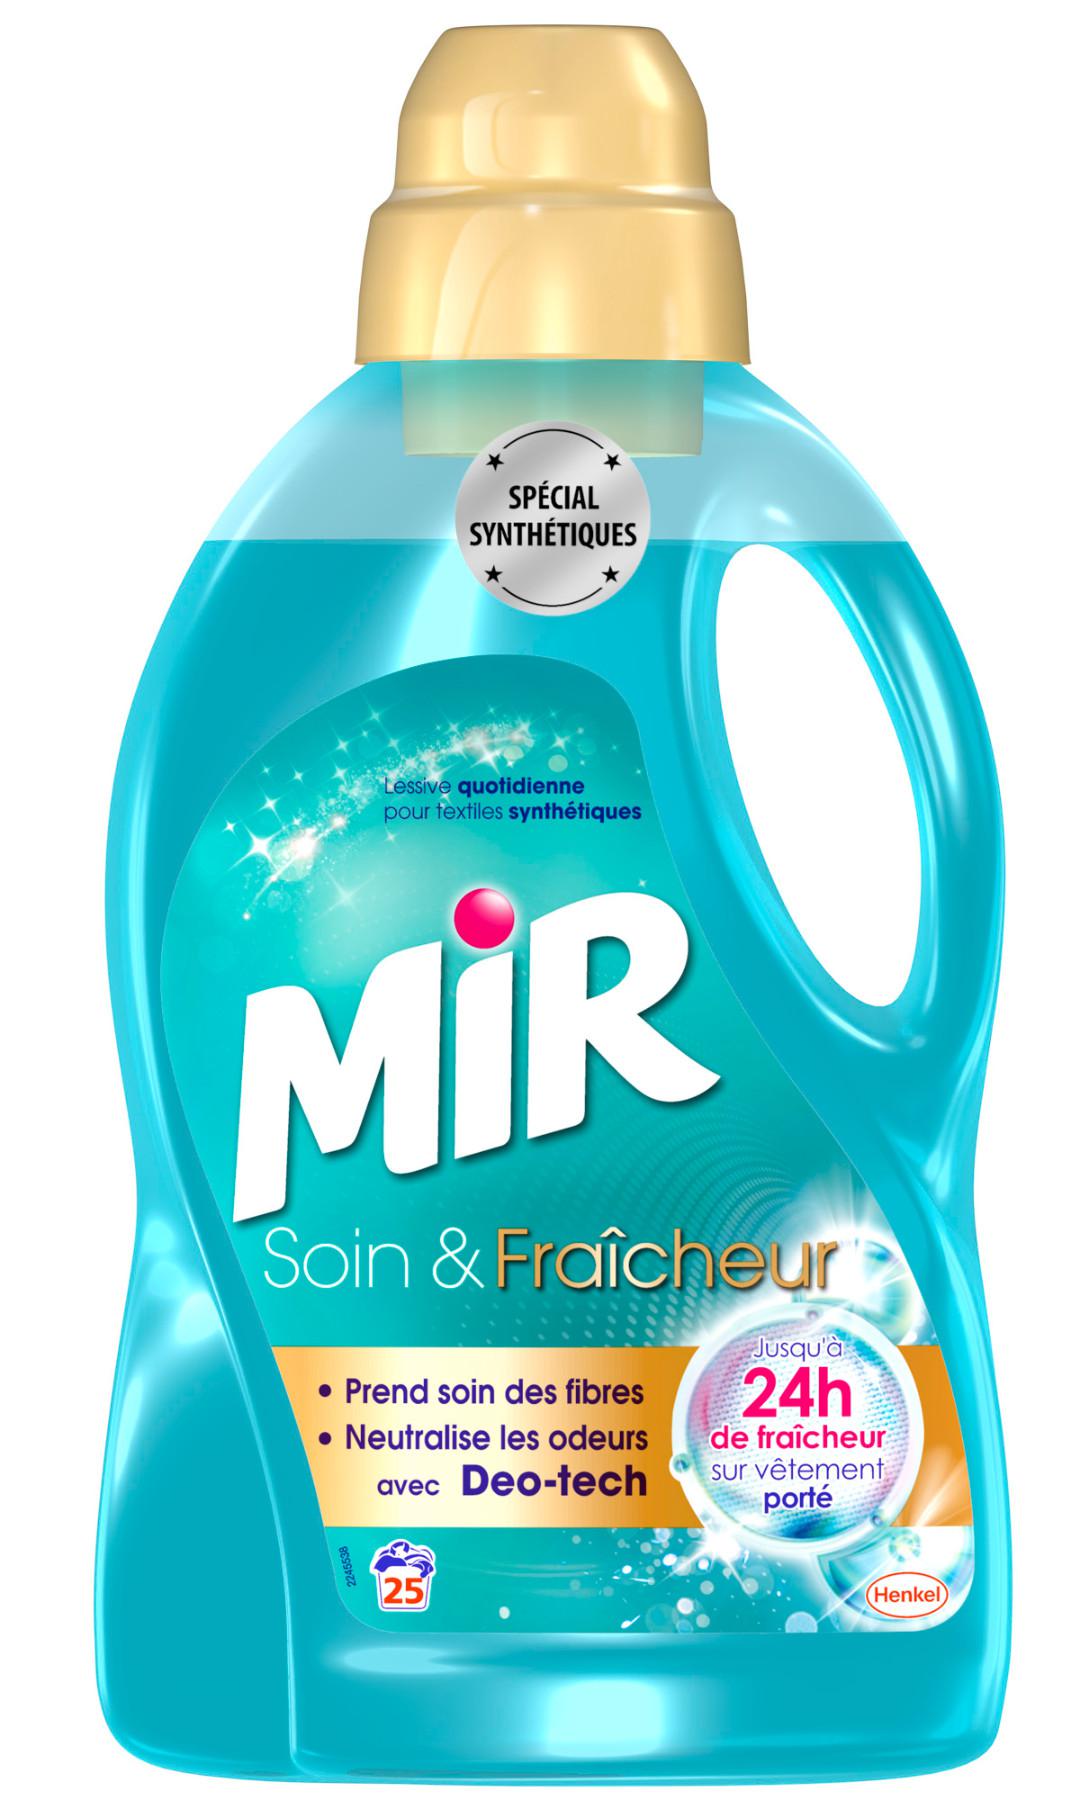 SPÉCIAL
SYNTHÉTIQUES
Lessive quotidienne
pour textiles synthétiques
MiR
Soin & Fraîcheur
• Prend soin des fibres
• Neutralise les odeurs
avec Deo-tech
Jusqu'à
24h
de fraîcheur
sur vêtement
porté
2245538
25
Henkel